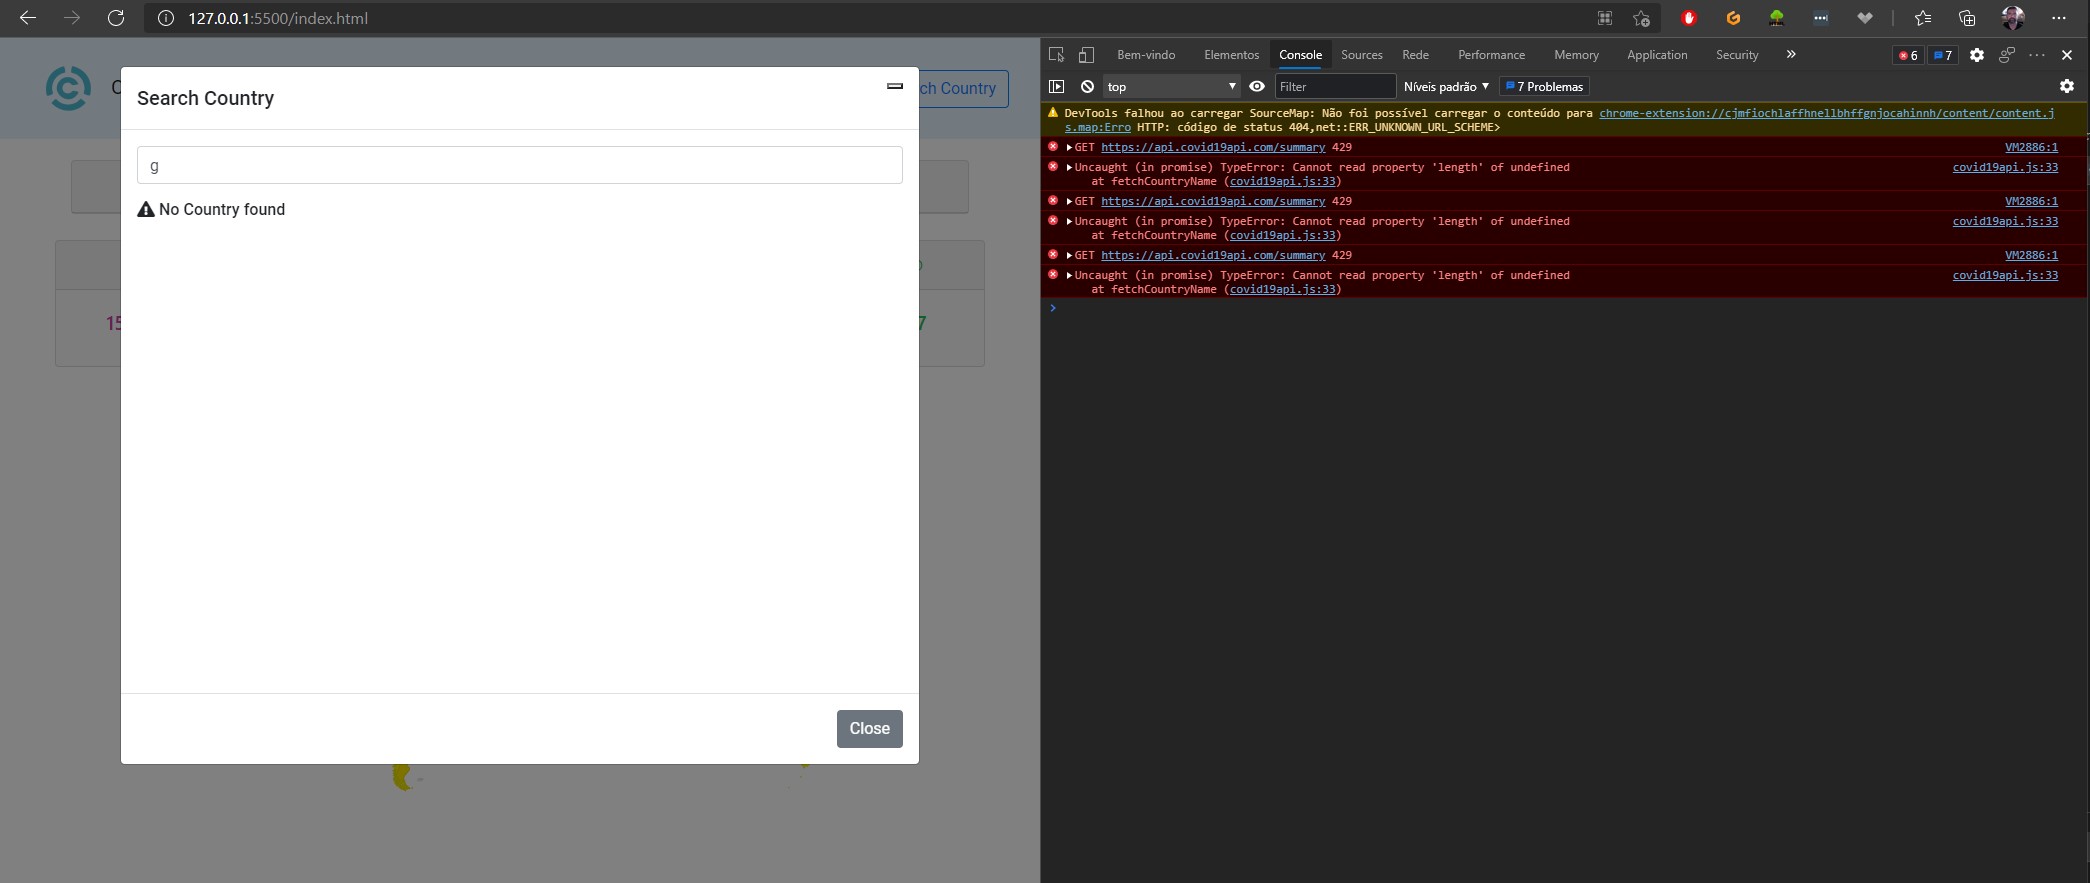 127.0.0.1:5500/index.html
C
ch Country
Search Country
g
No Country found
15
7
Close
Bem-vindo Elementos Console Sources Rede Performance Memory Application Security » 6 7
top Filter Níveis padrão 7 Problemas
DevTools falhou ao carregar SourceMap: Não foi possível carregar o conteúdo para chrome-extension://cjmfiochlaffhnellbhffgnjocahinnh/content/content.j
s.map:Erro HTTP: código de status 404,net::ERR_UNKNOWN_URL_SCHEME>
GET https://api.covid19api.com/summary 429 VM2886:1
Uncaught (in promise) TypeError: Cannot read property 'length' of undefined covid19api.js:33
at fetchCountryName (covid19api.js:33)
GET https://api.covid19api.com/summary 429 VM2886:1
Uncaught (in promise) TypeError: Cannot read property 'length' of undefined covid19api.js:33
at fetchCountryName (covid19api.js:33)
GET https://api.covid19api.com/summary 429 VM2886:1
Uncaught (in promise) TypeError: Cannot read property 'length' of undefined covid19api.js:33
at fetchCountryName (covid19api.js:33)